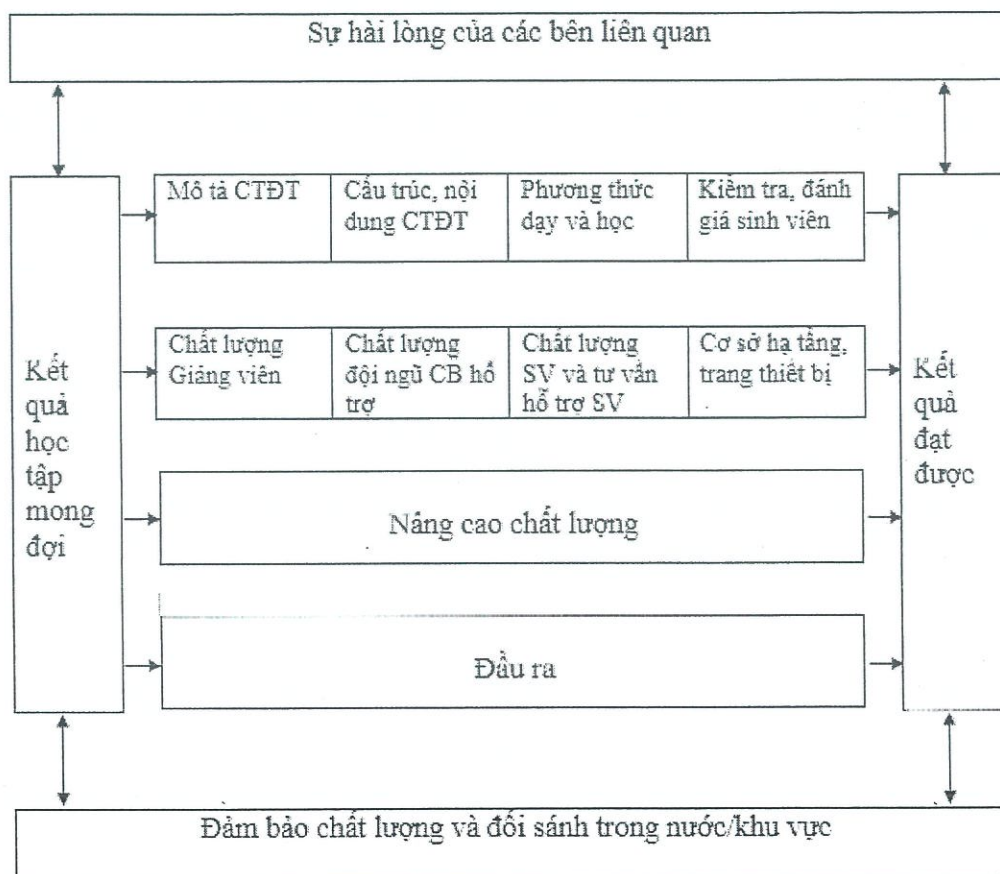 Sự hài lòng của các bên liên quan
Mô tả CTĐT
Cấu trúc, nội
dung CTĐT
Phương thức
dạy và học
Kiểm tra, đánh
giá sinh viên
Kết
quả
học
tập
mong
đợi
Chất lượng
Giảng viên
Chất lượng
đội ngũ CB hỗ
trợ
Chất lượng
SV và tư vấn
hỗ trợ SV
Cơ sở hạ tầng,
trang thiết bị
Kết
quả
đạt
được
Nâng cao chất lượng
Đầu ra
Đảm bảo chất lượng và đối sánh trong nước/khu vực